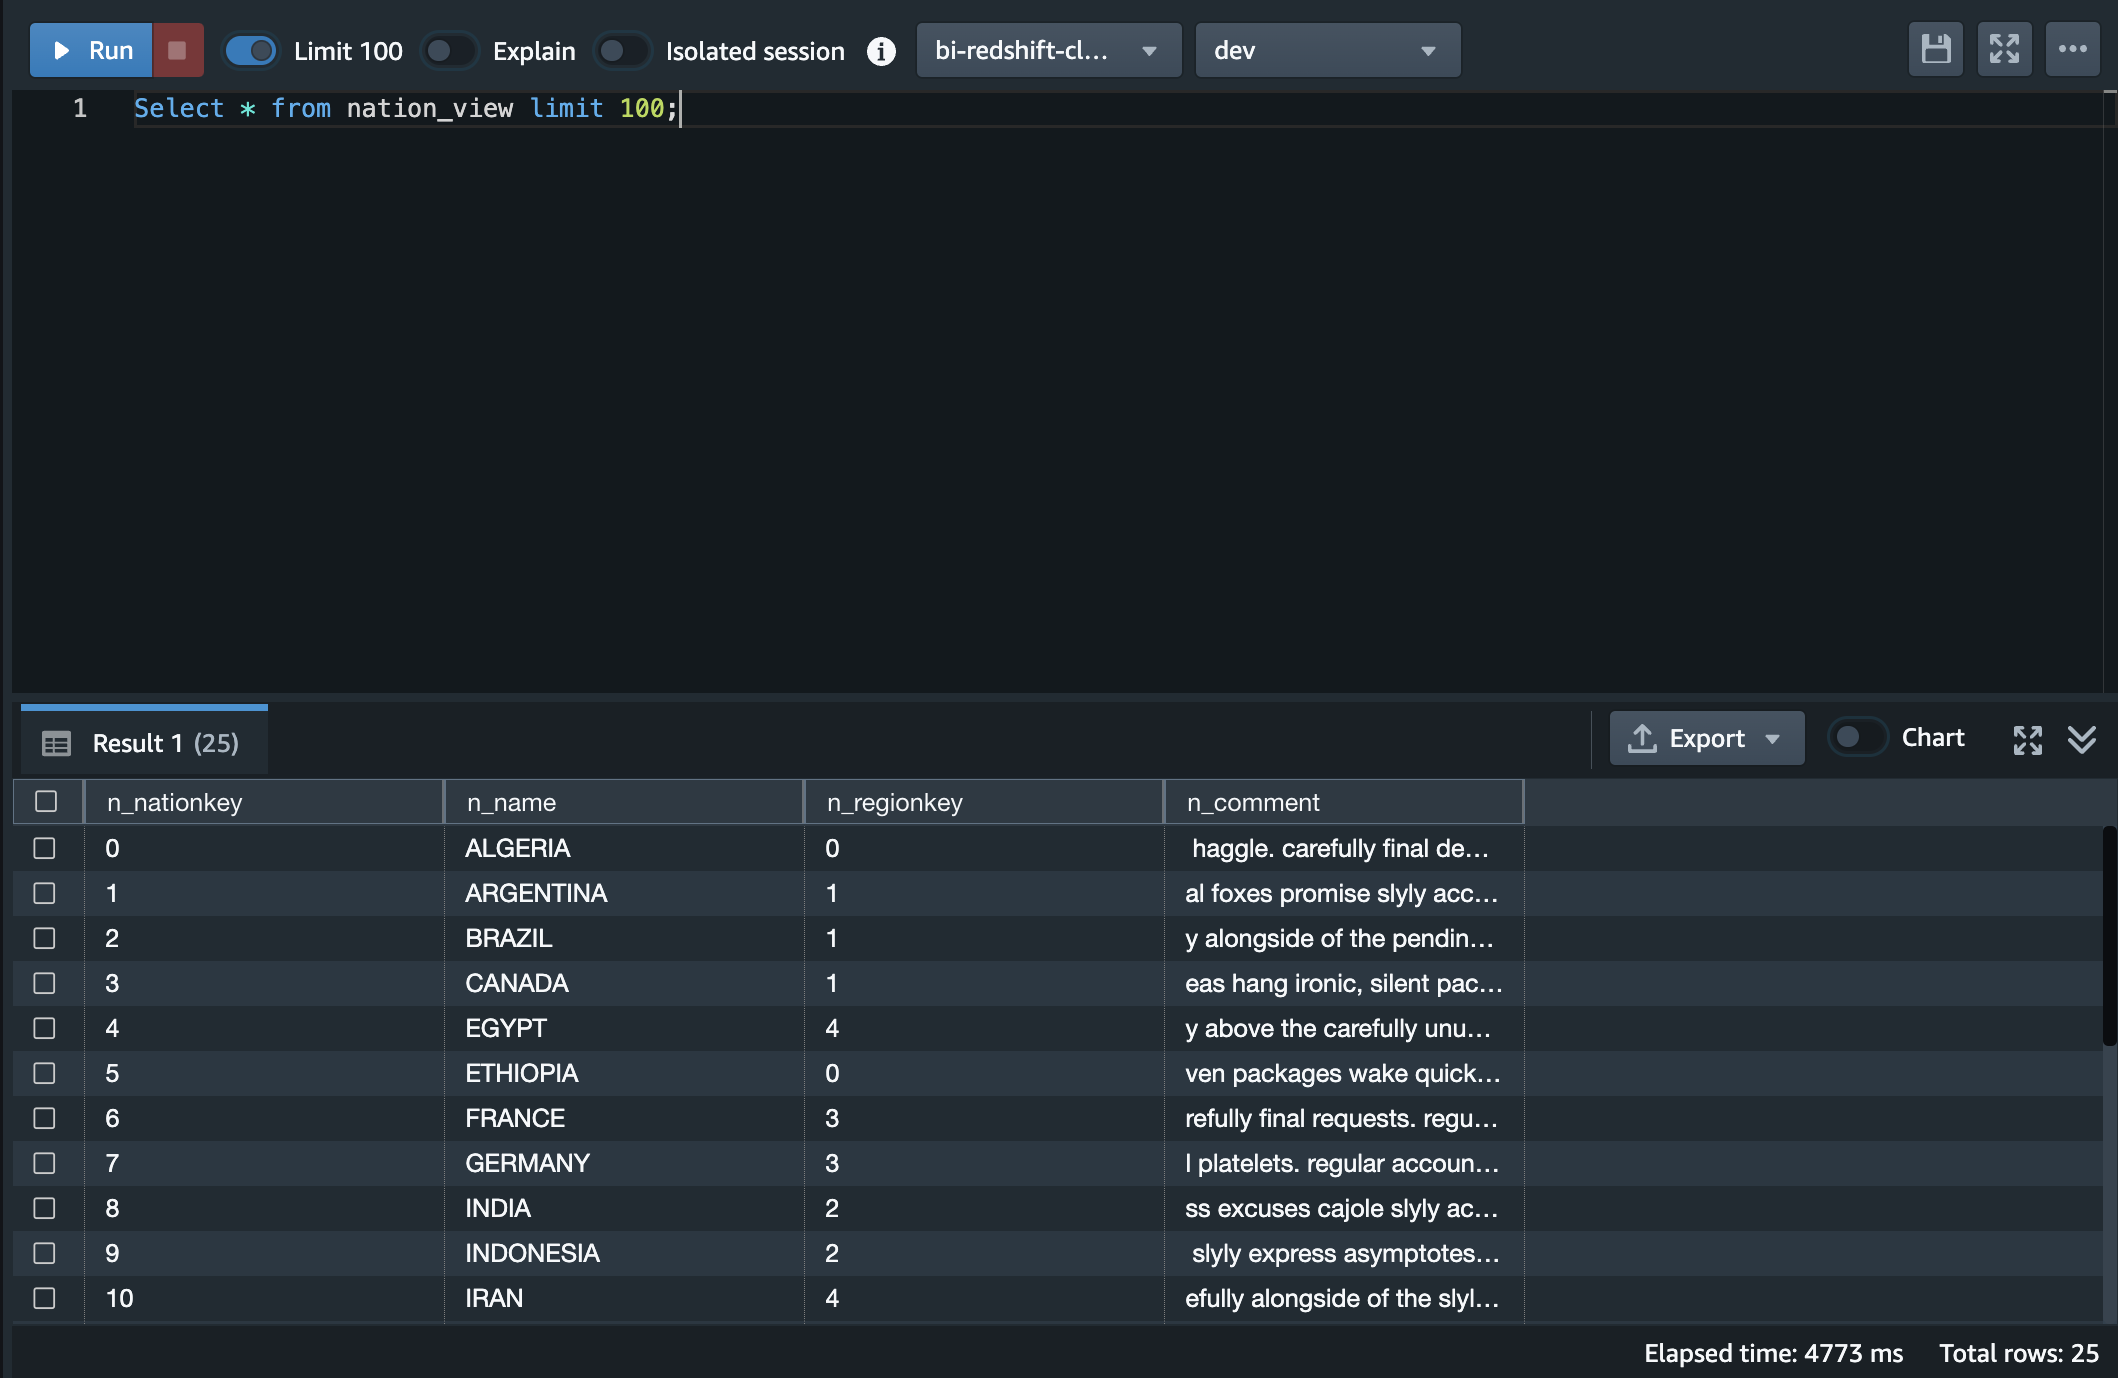 Run Limit 100 Explain Isolated session i bi-redshift-cl... dev
1 Select * from nation_view limit 100;
Result 1 (25) Export Chart
n_nationkey n_name n_regionkey n_comment
0 ALGERIA 0 haggle. carefully final de...
1 ARGENTINA 1 al foxes promise slyly acc...
2 BRAZIL 1 y alongside of the pendin...
3 CANADA 1 eas hang ironic, silent pac...
4 EGYPT 4 y above the carefully unu...
5 ETHIOPIA 0 ven packages wake quick...
6 FRANCE 3 refully final requests. regu...
7 GERMANY 3 l platelets. regular accoun...
8 INDIA 2 ss excuses cajole slyly ac...
9 INDONESIA 2 slyly express asymptotes...
10 IRAN 4 efully alongside of the slyl...
Elapsed time: 4773 ms Total rows: 25